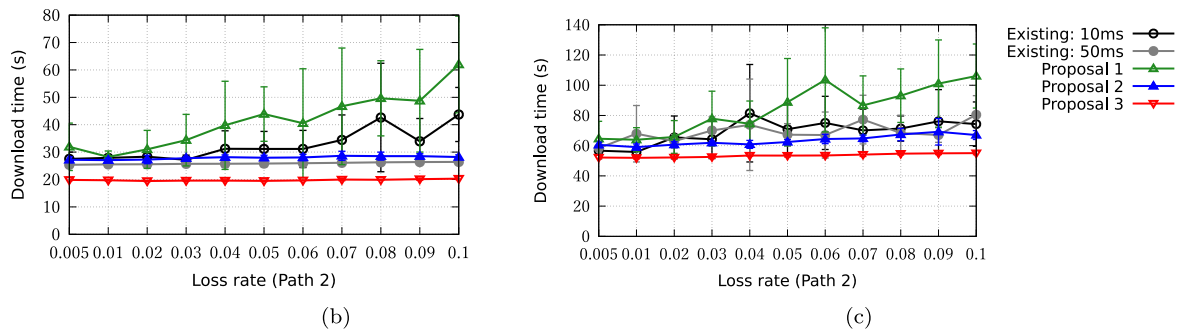 80
70
60
50
40
30
20
10
0
Download time (s)
0.005 0.01 0.02 0.03 0.04 0.05 0.06 0.07 0.08 0.09 0.1
Loss rate (Path 2)
(b)
140
120
100
80
60
40
20
0
Download time (s)
0.005 0.01 0.02 0.03 0.04 0.05 0.06 0.07 0.08 0.09 0.1
Loss rate (Path 2)
(c)
Existing: 10ms
Existing: 50ms
Proposal 1
Proposal 2
Proposal 3